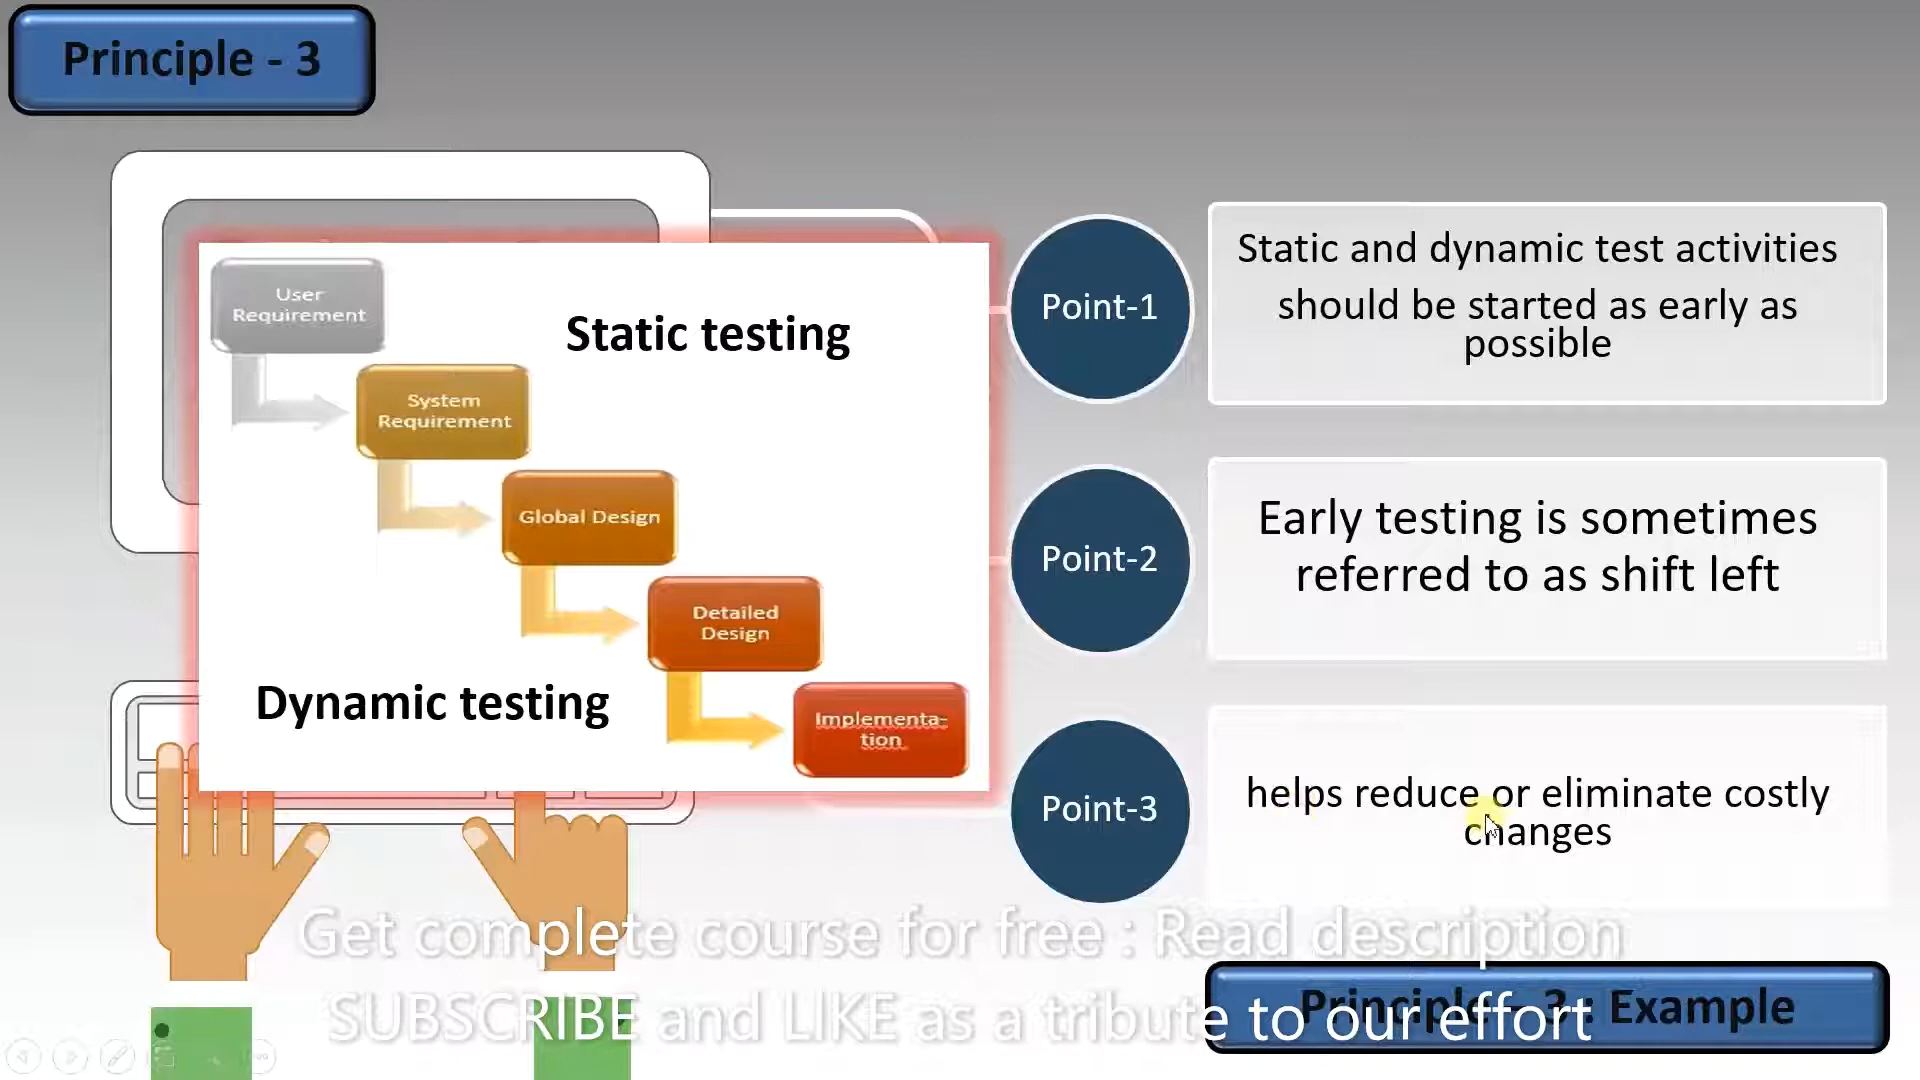 Principle - 3
User
Requirement
Static testing
System
Requirement
Global Design
Detailed
Design
Dynamic testing
Implementa-
tion
Point-1
Static and dynamic test activities
should be started as early as
possible
Point-2
Early testing is sometimes
referred to as shift left
Point-3
helps reduce or eliminate costly
changes
Get complete course for free : Read description
Principle - 3 : Example
SUBSCRIBE and LIKE as a tribute to our effort